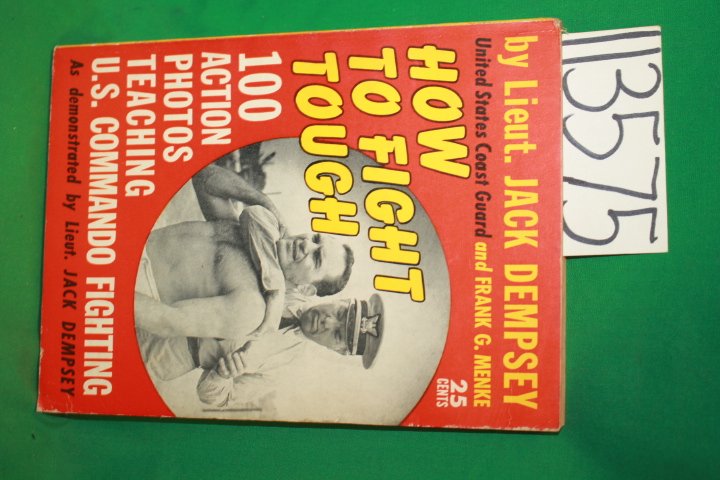 by Lieut. JACK DEMPSEY
United States Coast Guard and FRANK G. MENKE
HOW
TO FIGHT
TOUGH
25
CENTS
100
ACTION
PHOTOS
TEACHING
U.S. COMMANDO FIGHTING
As demonstrated by Lieut. JACK DEMPSEY
113575